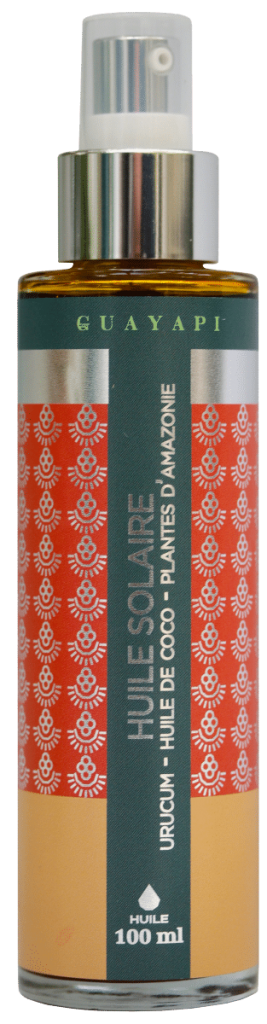 GUAYAPI
HUILE SOLAIRE
URUCUM - HUILE DE COCO - PLANTES D'AMAZONIE
HUILE
100 ml